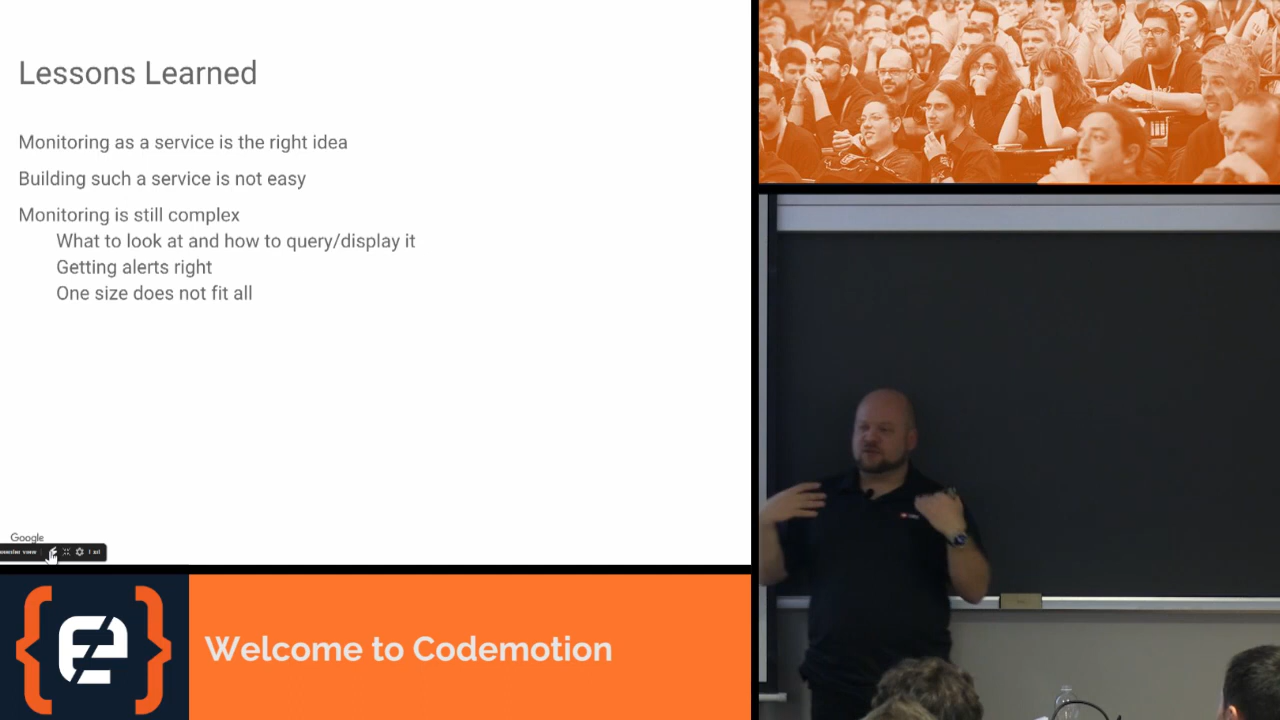 Lessons Learned
Monitoring as a service is the right idea
Building such a service is not easy
Monitoring is still complex
What to look at and how to query/display it
Getting alerts right
One size does not fit all
Google
Welcome to Codemotion